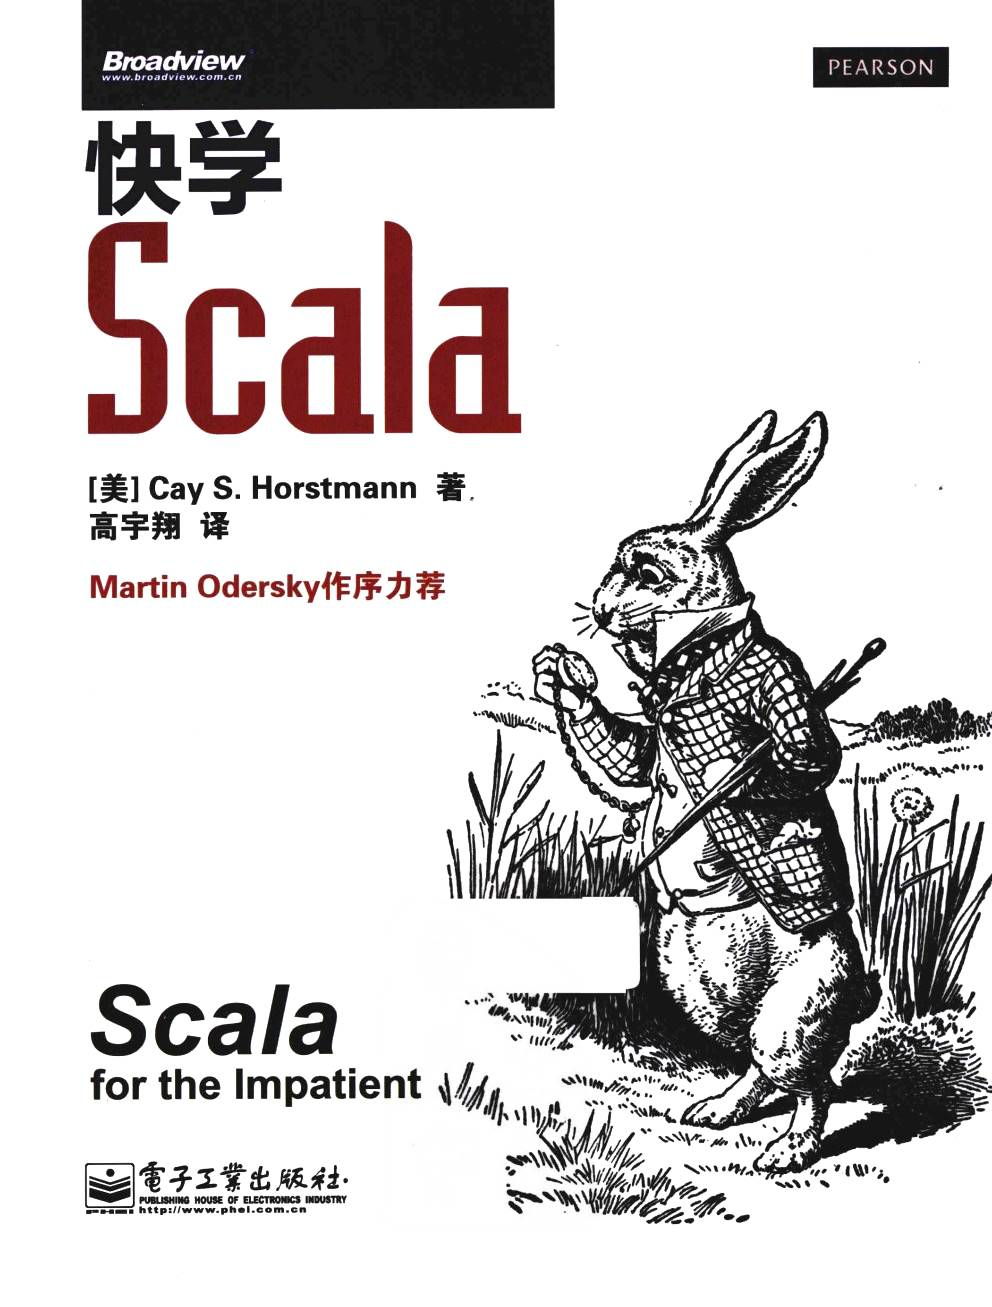 Broadview
www.broadview.com.cn
PEARSON
快学
Scala
[美] Cay S. Horstmann 著
高宇翔 译
Martin Odersky作序力荐
Scala
for the Impatient
電子工業出版社
PUBLISHING HOUSE OF ELECTRONICS INDUSTRY
PHEI http://www.phei.com.cn